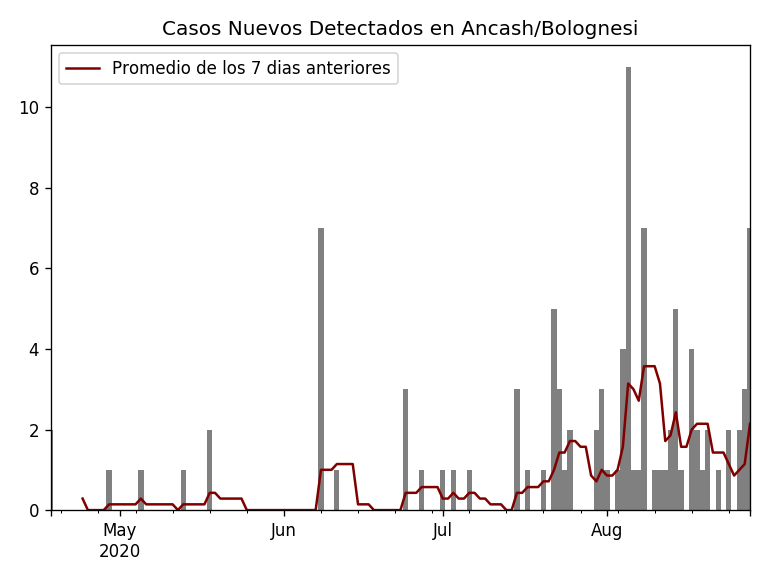 Casos Nuevos Detectados en Ancash/Bolognesi
Promedio de los 7 dias anteriores
10
8
6
4
2
0
May Jun Jul Aug
2020